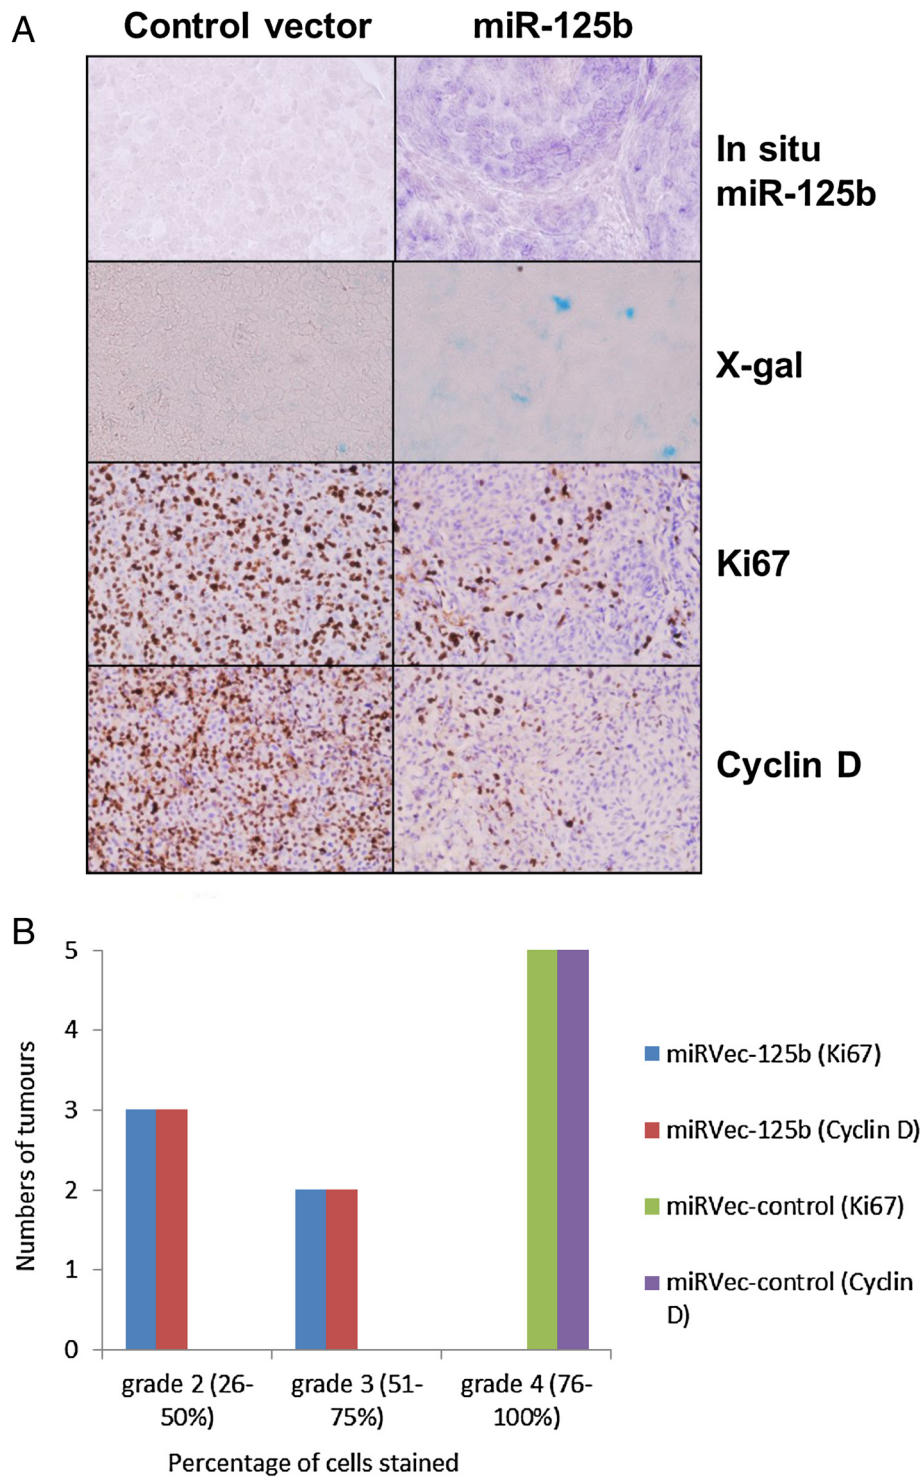 A
Control vector
miR-125b
In situ
miR-125b
X-gal
Ki67
Cyclin D
B
5
4
3
2
1
0
Numbers of tumours
grade 2 (26-
50%)
grade 3 (51-
75%)
grade 4 (76-
100%)
Percentage of cells stained
miRVec-125b (Ki67)
miRVec-125b (Cyclin D)
miRVec-control (Ki67)
miRVec-control (Cyclin
D)